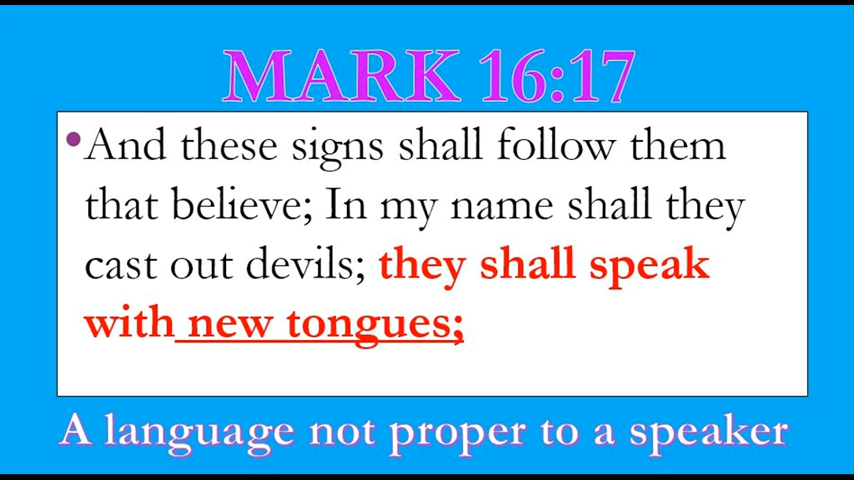 MARK 16:17
•And these signs shall follow them
that believe; In my name shall they
cast out devils; they shall speak
with new tongues;
A language not proper to a speaker